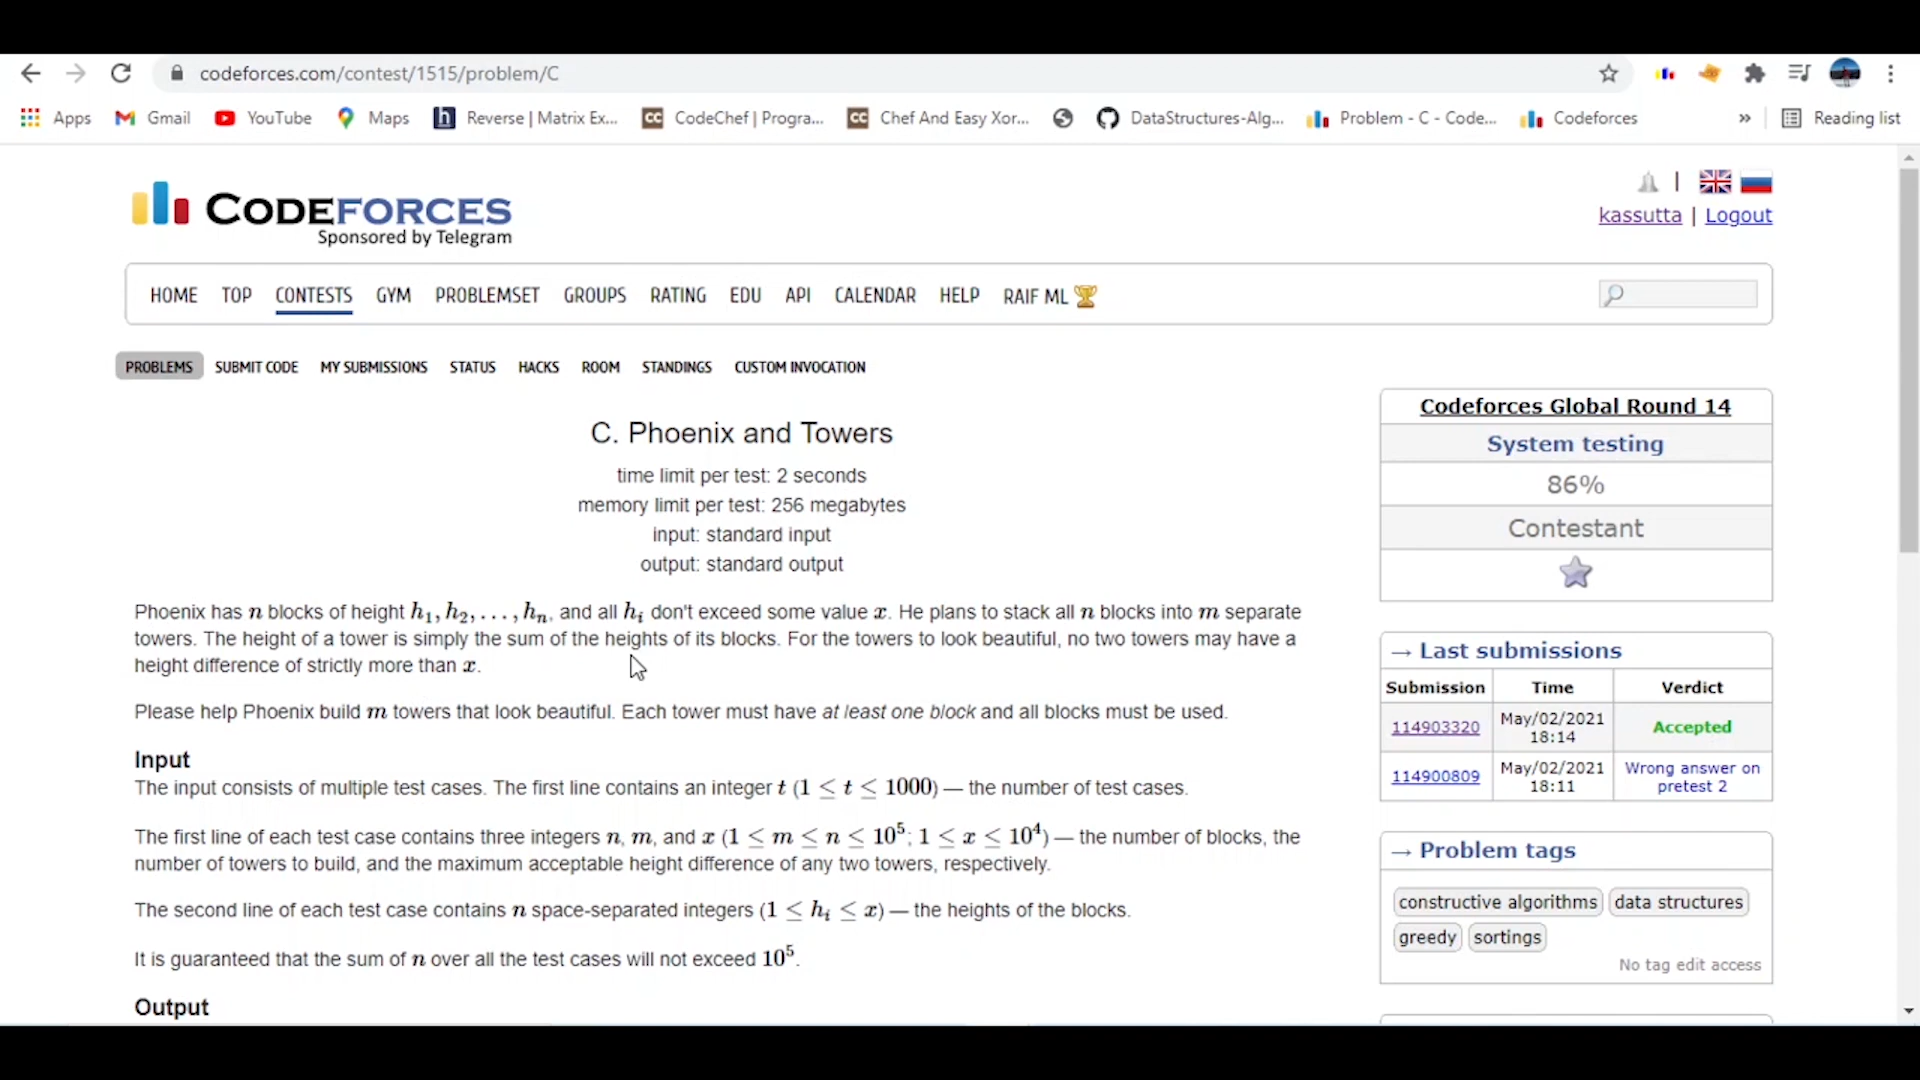 codeforces.com/contest/1515/problem/C
Apps Gmail YouTube Maps Reverse | Matrix Ex... CodeChef | Progra... Chef And Easy Xor... DataStructures-Alg... Problem - C - Code... Codeforces » Reading list
CODEFORCES
Sponsored by Telegram
|
kassutta | Logout
HOME TOP CONTESTS GYM PROBLEMSET GROUPS RATING EDU API CALENDAR HELP RAIF ML
PROBLEMS SUBMIT CODE MY SUBMISSIONS STATUS HACKS ROOM STANDINGS CUSTOM INVOCATION
C. Phoenix and Towers
time limit per test: 2 seconds
memory limit per test: 256 megabytes
input: standard input
output: standard output
Phoenix has n blocks of height h₁, h₂, . . . , hₙ, and all hᵢ don't exceed some value x. He plans to stack all n blocks into m separate
towers. The height of a tower is simply the sum of the heights of its blocks. For the towers to look beautiful, no two towers may have a
height difference of strictly more than x.
Please help Phoenix build m towers that look beautiful. Each tower must have at least one block and all blocks must be used.
Input
The input consists of multiple test cases. The first line contains an integer t (1 ≤ t ≤ 1000) — the number of test cases.
The first line of each test case contains three integers n, m, and x (1 ≤ m ≤ n ≤ 10⁵; 1 ≤ x ≤ 10⁴) — the number of blocks, the
number of towers to build, and the maximum acceptable height difference of any two towers, respectively.
The second line of each test case contains n space-separated integers (1 ≤ hᵢ ≤ x) — the heights of the blocks.
It is guaranteed that the sum of n over all the test cases will not exceed 10⁵.
Output
Codeforces Global Round 14
System testing
86%
Contestant
→ Last submissions
Submission Time Verdict
114903320 May/02/2021 18:14 Accepted
114900809 May/02/2021 18:11 Wrong answer on pretest 2
→ Problem tags
constructive algorithms data structures
greedy sortings
No tag edit access